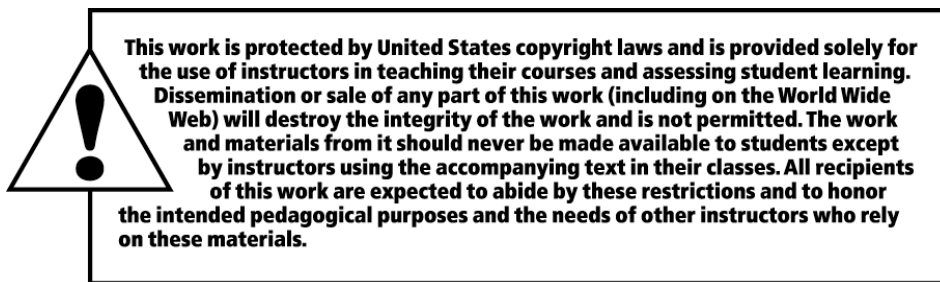 This work is protected by United States copyright laws and is provided solely for
the use of instructors in teaching their courses and assessing student learning.
Dissemination or sale of any part of this work (including on the World Wide
Web) will destroy the integrity of the work and is not permitted. The work
and materials from it should never be made available to students except
by instructors using the accompanying text in their classes. All recipients
of this work are expected to abide by these restrictions and to honor
the intended pedagogical purposes and the needs of other instructors who rely
on these materials.